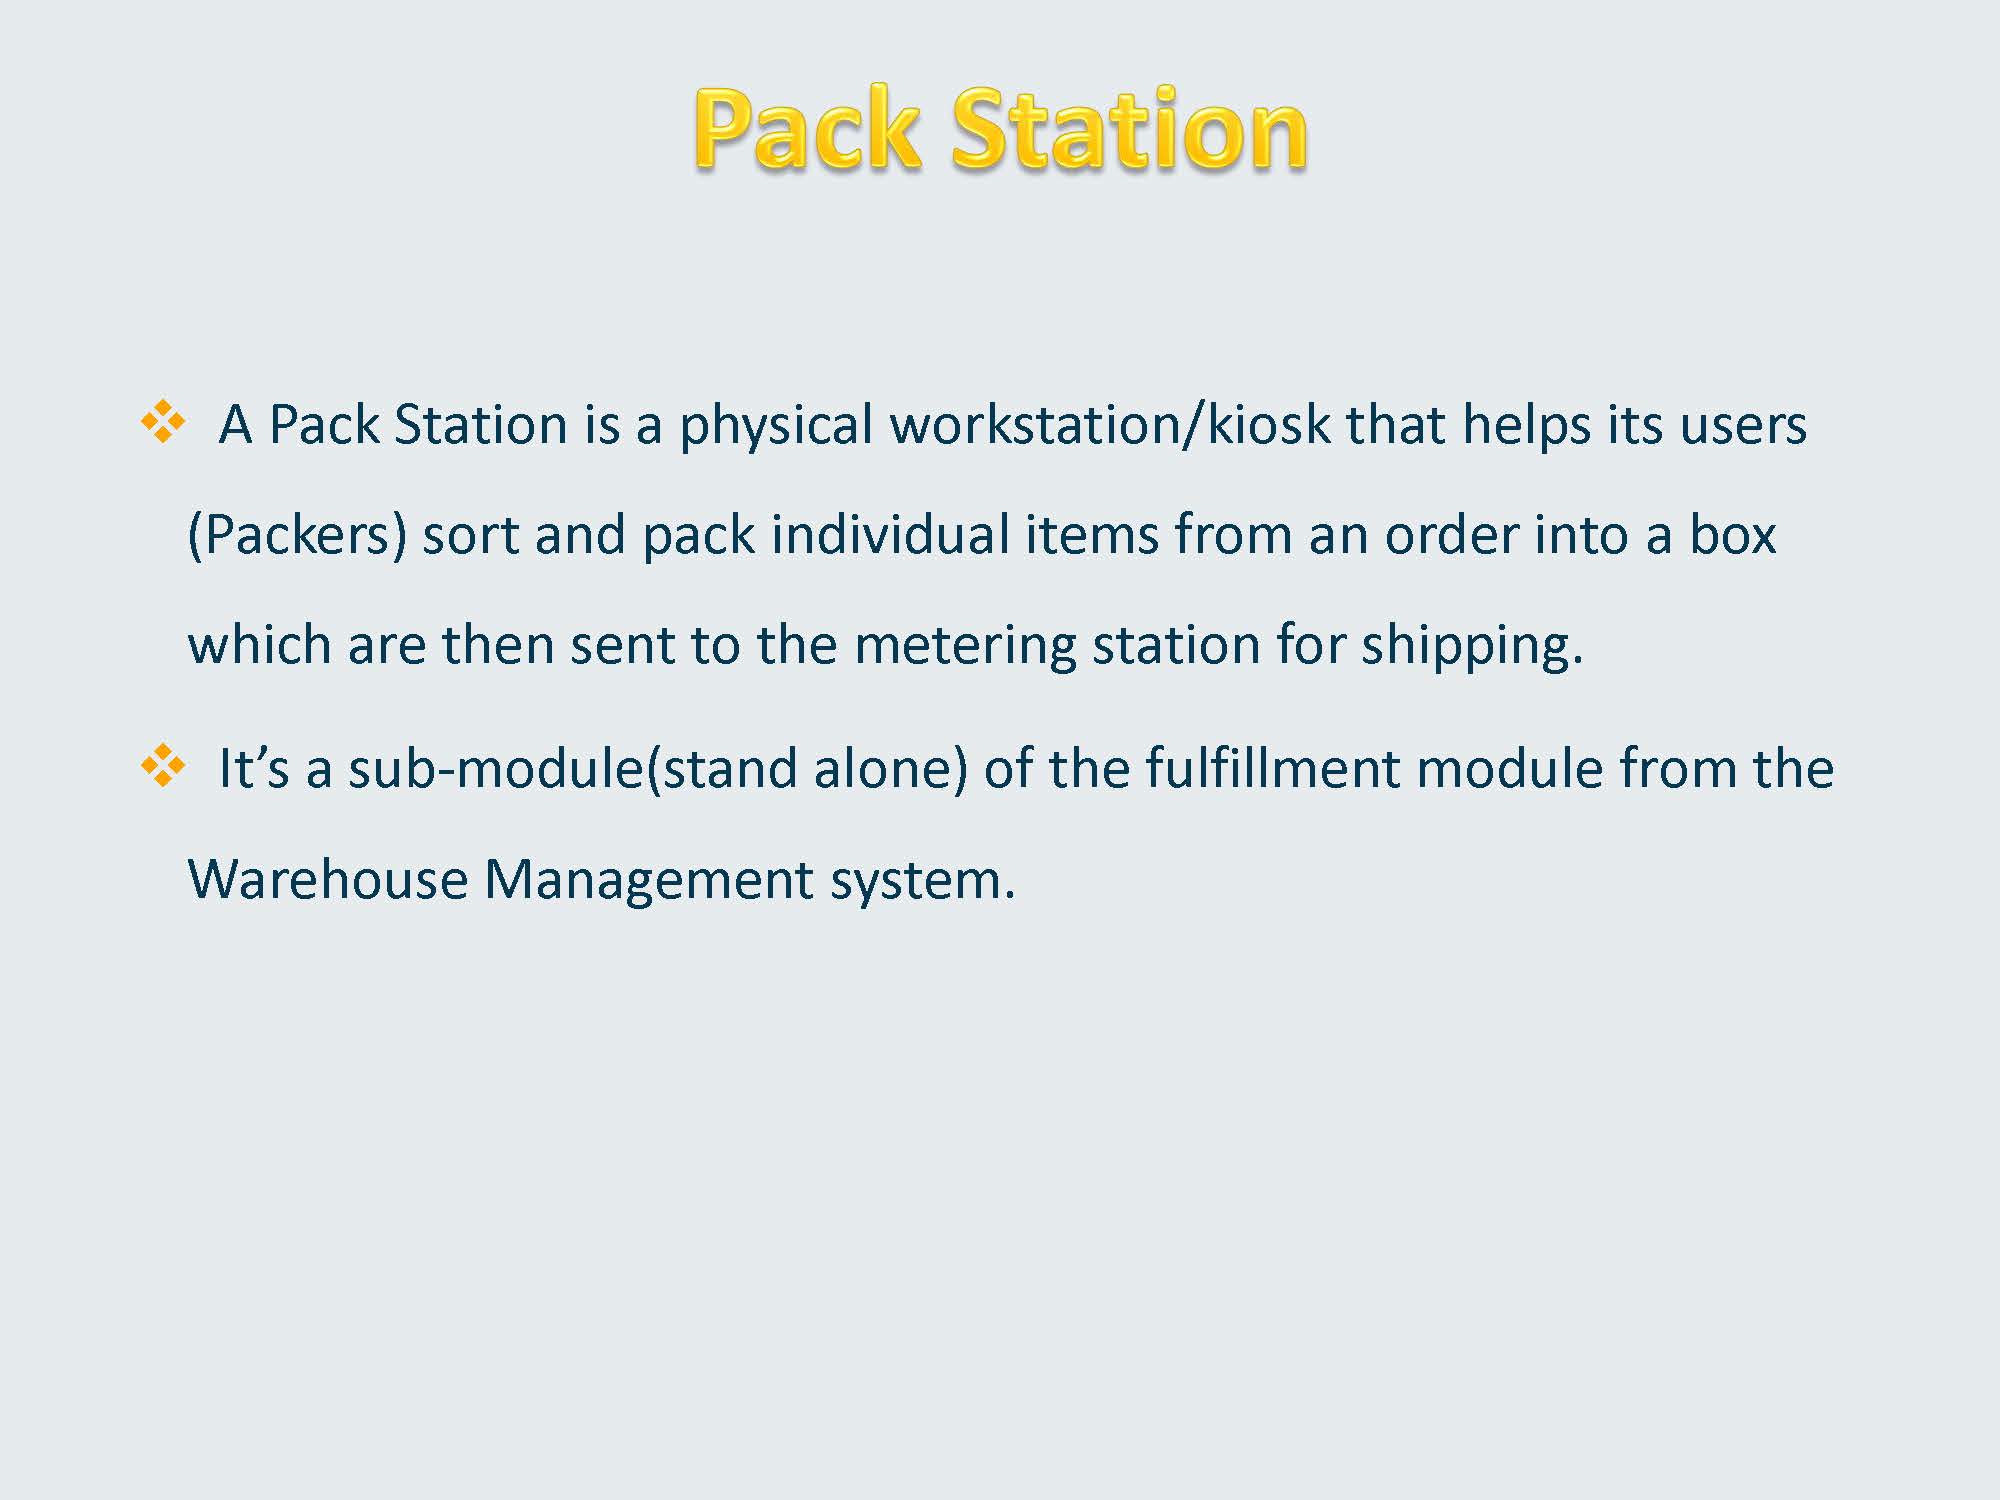 Pack Station
❖ A Pack Station is a physical workstation/kiosk that helps its users
(Packers) sort and pack individual items from an order into a box
which are then sent to the metering station for shipping.
❖ It’s a sub-module(stand alone) of the fulfillment module from the
Warehouse Management system.